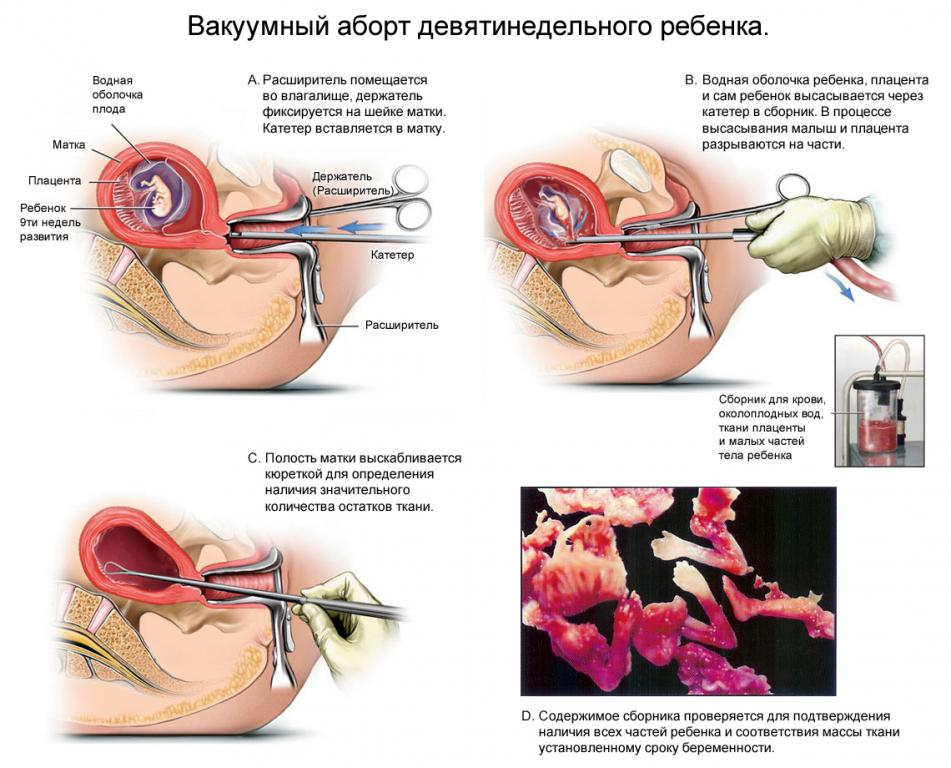 Вакуумный аборт девятинедельного ребенка.
Водная
оболочка
плода
Матка
Плацента
Ребенок
9ти недель
развития
A. Расширитель помещается
во влагалище, держатель
фиксируется на шейке матки.
Катетер вставляется в матку.
Держатель
(Расширитель)
Катетер
Расширитель
B. Водная оболочка ребенка, плацента
и сам ребенок высасывается через
катетер в сборник. В процессе
высасывания малыш и плацента
разрываются на части.
Сборник для крови,
околоплодных вод,
ткани плаценты
и малых частей
тела ребенка
C. Полость матки выскабливается
кюреткой для определения
наличия значительного
количества остатков ткани.
D. Содержимое сборника проверяется для подтверждения
наличия всех частей ребенка и соответствия массы ткани
установленному сроку беременности.